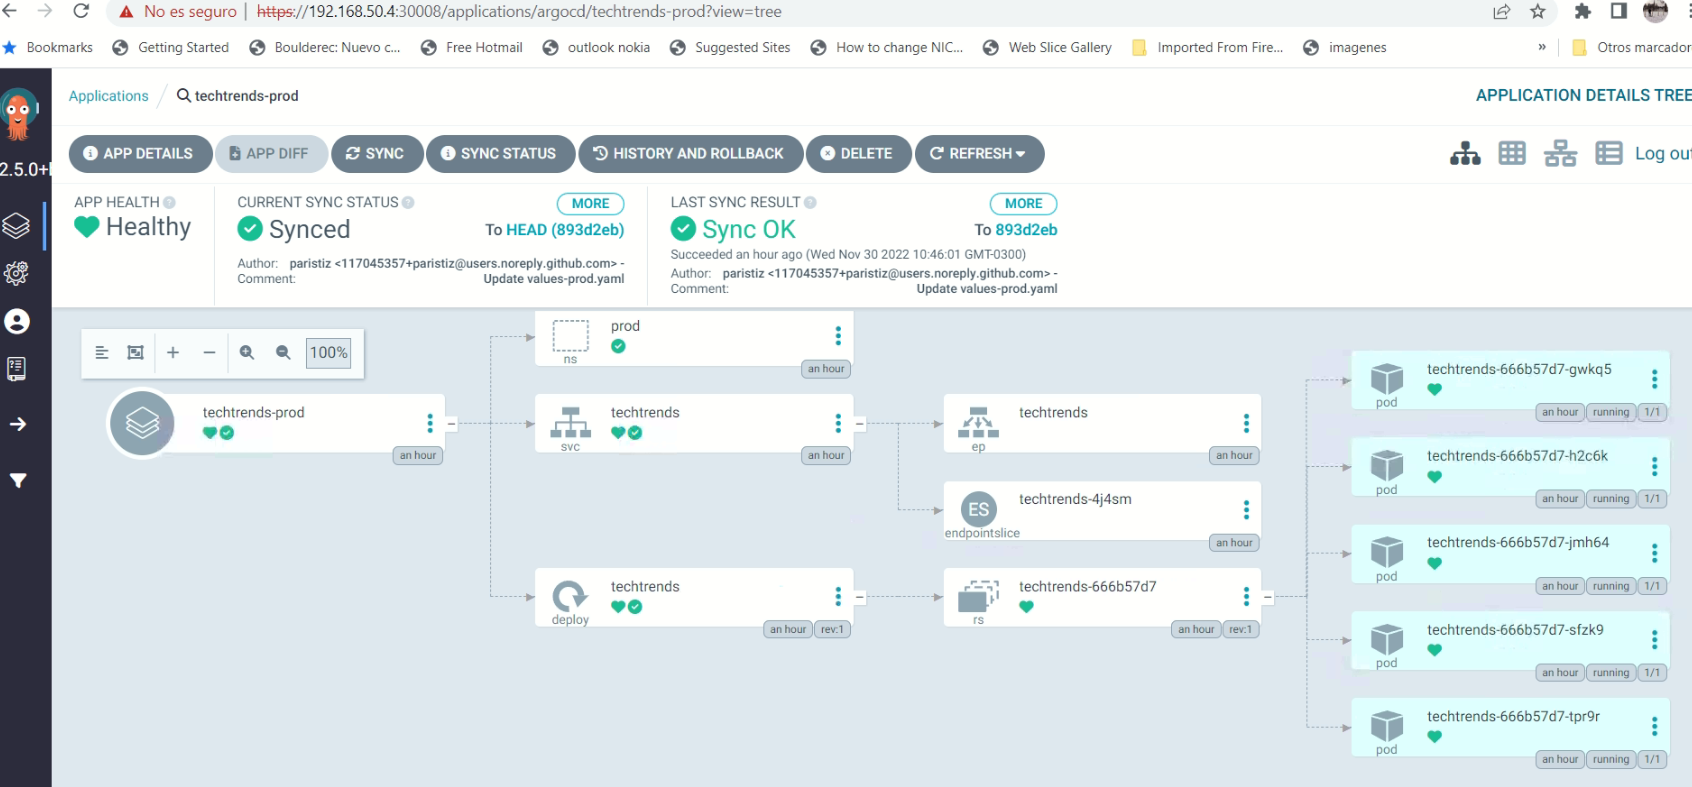 No es seguro | https://192.168.50.4:30008/applications/argocd/techtrends-prod?view=tree
Bookmarks Getting Started Boulderec: Nuevo c... Free Hotmail outlook nokia Suggested Sites How to change NIC... Web Slice Gallery Imported From Fire... imagenes » Otros marcador
Applications / techtrends-prod APPLICATION DETAILS TREE
APP DETAILS APP DIFF SYNC SYNC STATUS HISTORY AND ROLLBACK DELETE REFRESH Log out
2.5.0+
APP HEALTH
Healthy
CURRENT SYNC STATUS MORE
Synced To HEAD (893d2eb)
Author: paristiz <117045357+paristiz@users.noreply.github.com> -
Comment: Update values-prod.yaml
LAST SYNC RESULT MORE
Sync OK To 893d2eb
Succeeded an hour ago (Wed Nov 30 2022 10:46:01 GMT-0300)
Author: paristiz <117045357+paristiz@users.noreply.github.com> -
Comment: Update values-prod.yaml
100%
techtrends-prod
an hour
prod
ns
an hour
techtrends
svc
an hour
techtrends
deploy
an hour rev:1
techtrends
ep
an hour
techtrends-4j4sm
ES
endpointslice
an hour
techtrends-666b57d7
rs
an hour rev:1
techtrends-666b57d7-gwkq5
pod
an hour running 1/1
techtrends-666b57d7-h2c6k
pod
an hour running 1/1
techtrends-666b57d7-jmh64
pod
an hour running 1/1
techtrends-666b57d7-sfzk9
pod
an hour running 1/1
techtrends-666b57d7-tpr9r
pod
an hour running 1/1